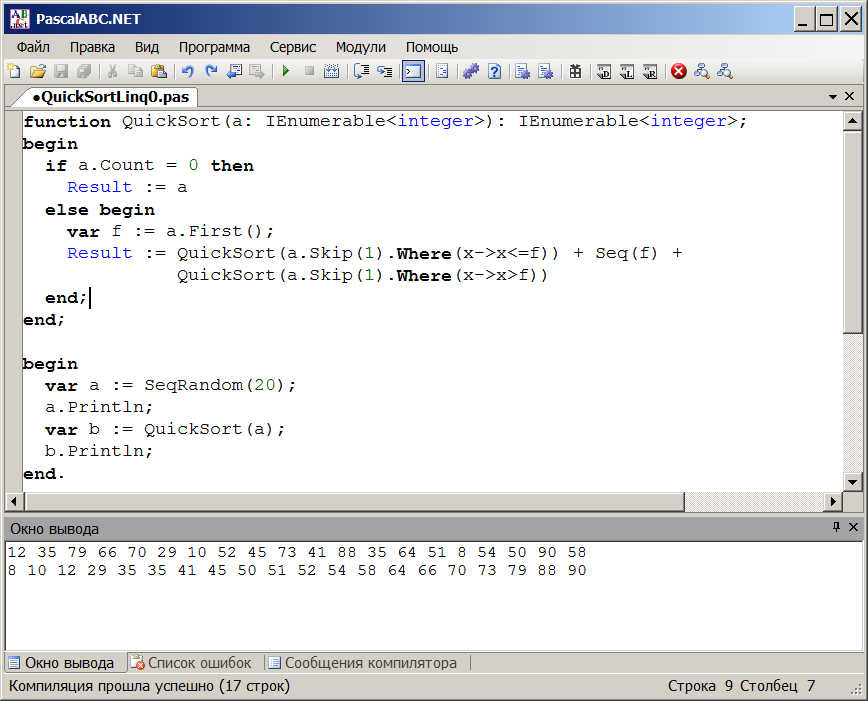 PascalABC.NET
Файл Правка Вид Программа Сервис Модули Помощь
•QuickSortLinq0.pas
function QuickSort(a: IEnumerable<integer>): IEnumerable<integer>;
begin
  if a.Count = 0 then
    Result := a
  else begin
    var f := a.First();
    Result := QuickSort(a.Skip(1).Where(x->x<=f)) + Seq(f) +
              QuickSort(a.Skip(1).Where(x->x>f))
  end;
end;
begin
  var a := SeqRandom(20);
  a.Println;
  var b := QuickSort(a);
  b.Println;
end.
Окно вывода
12 35 79 66 70 29 10 52 45 73 41 88 35 64 51 8 54 50 90 58
8 10 12 29 35 35 41 45 50 51 52 54 58 64 66 70 73 79 88 90
Окно вывода Список ошибок Сообщения компилятора
Компиляция прошла успешно (17 строк) Строка 9 Столбец 7